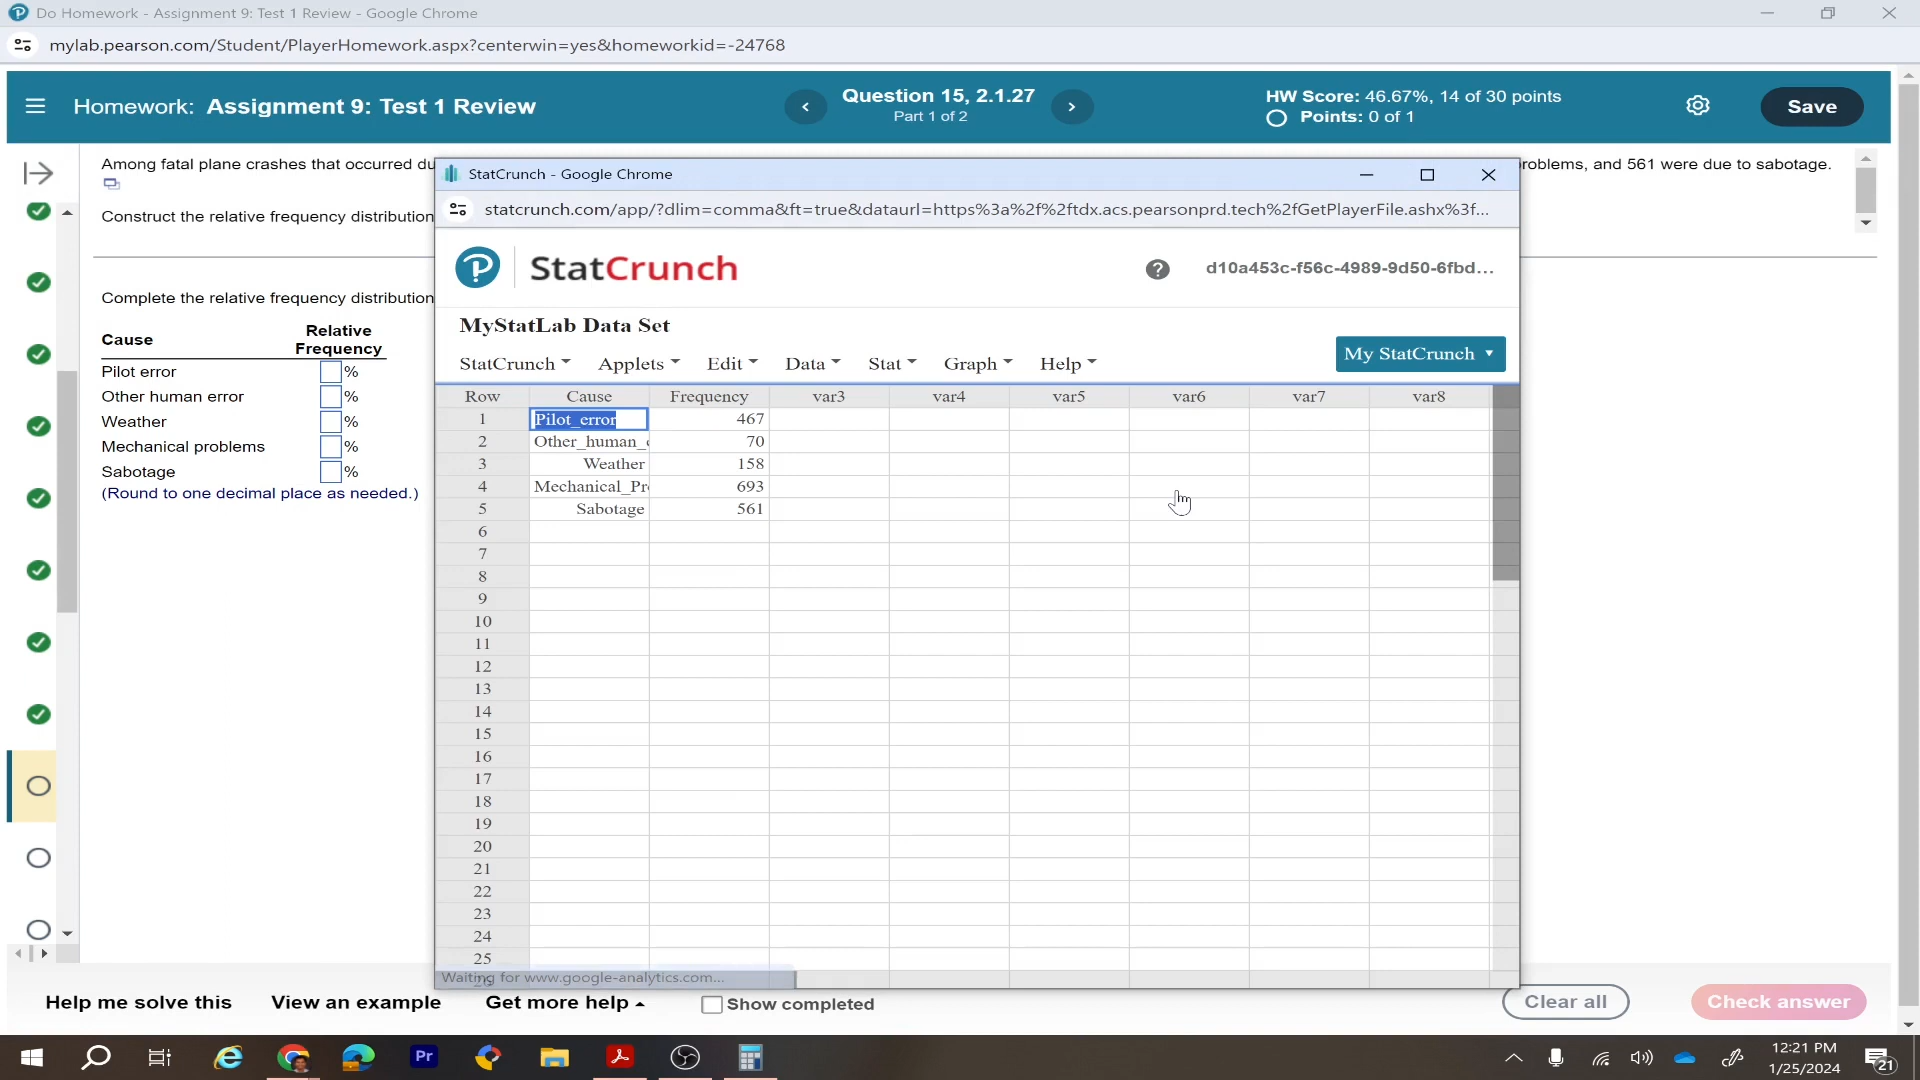 Do Homework - Assignment 9: Test 1 Review - Google Chrome
mylab.pearson.com/Student/PlayerHomework.aspx?centerwin=yes&homeworkid=-24768
Homework: Assignment 9: Test 1 Review
Question 15, 2.1.27
Part 1 of 2
HW Score: 46.67%, 14 of 30 points
Points: 0 of 1
Save
Among fatal plane crashes that occurred du
roblems, and 561 were due to sabotage.
Construct the relative frequency distribution
Complete the relative frequency distribution
Cause Relative Frequency
Pilot error %
Other human error %
Weather %
Mechanical problems %
Sabotage %
(Round to one decimal place as needed.)
StatCrunch - Google Chrome
statcrunch.com/app/?dlim=comma&ft=true&dataurl=https%3a%2f%2ftdx.acs.pearsonprd.tech%2fGetPlayerFile.ashx%3f...
StatCrunch
d10a453c-f56c-4989-9d50-6fbd...
MyStatLab Data Set
StatCrunch Applets Edit Data Stat Graph Help
My StatCrunch
Row Cause Frequency var3 var4 var5 var6 var7 var8
1 Pilot_error 467
2 Other_human_ 70
3 Weather 158
4 Mechanical_Pr 693
5 Sabotage 561
6
7
8
9
10
11
12
13
14
15
16
17
18
19
20
21
22
23
24
25
Waiting for www.google-analytics.com...
Help me solve this View an example Get more help Show completed
Clear all Check answer
Pr
12:21 PM
1/25/2024
21